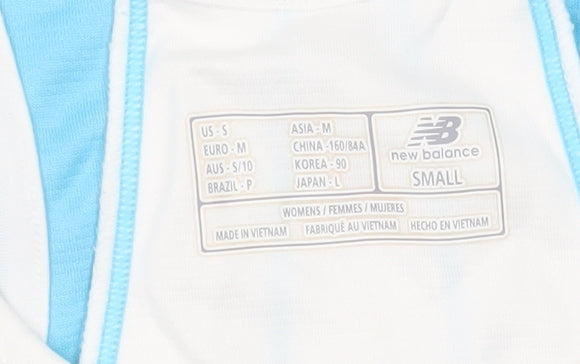 US - S
EURO - M
AUS - S/10
BRAZIL - P
ASIA - M
CHINA -160/84A
KOREA - 90
JAPAN - L
NB
new balance
SMALL
WOMENS / FEMMES / MUJERES
MADE IN VIETNAM FABRIQUÉ AU VIETNAM HECHO EN VIETNAM